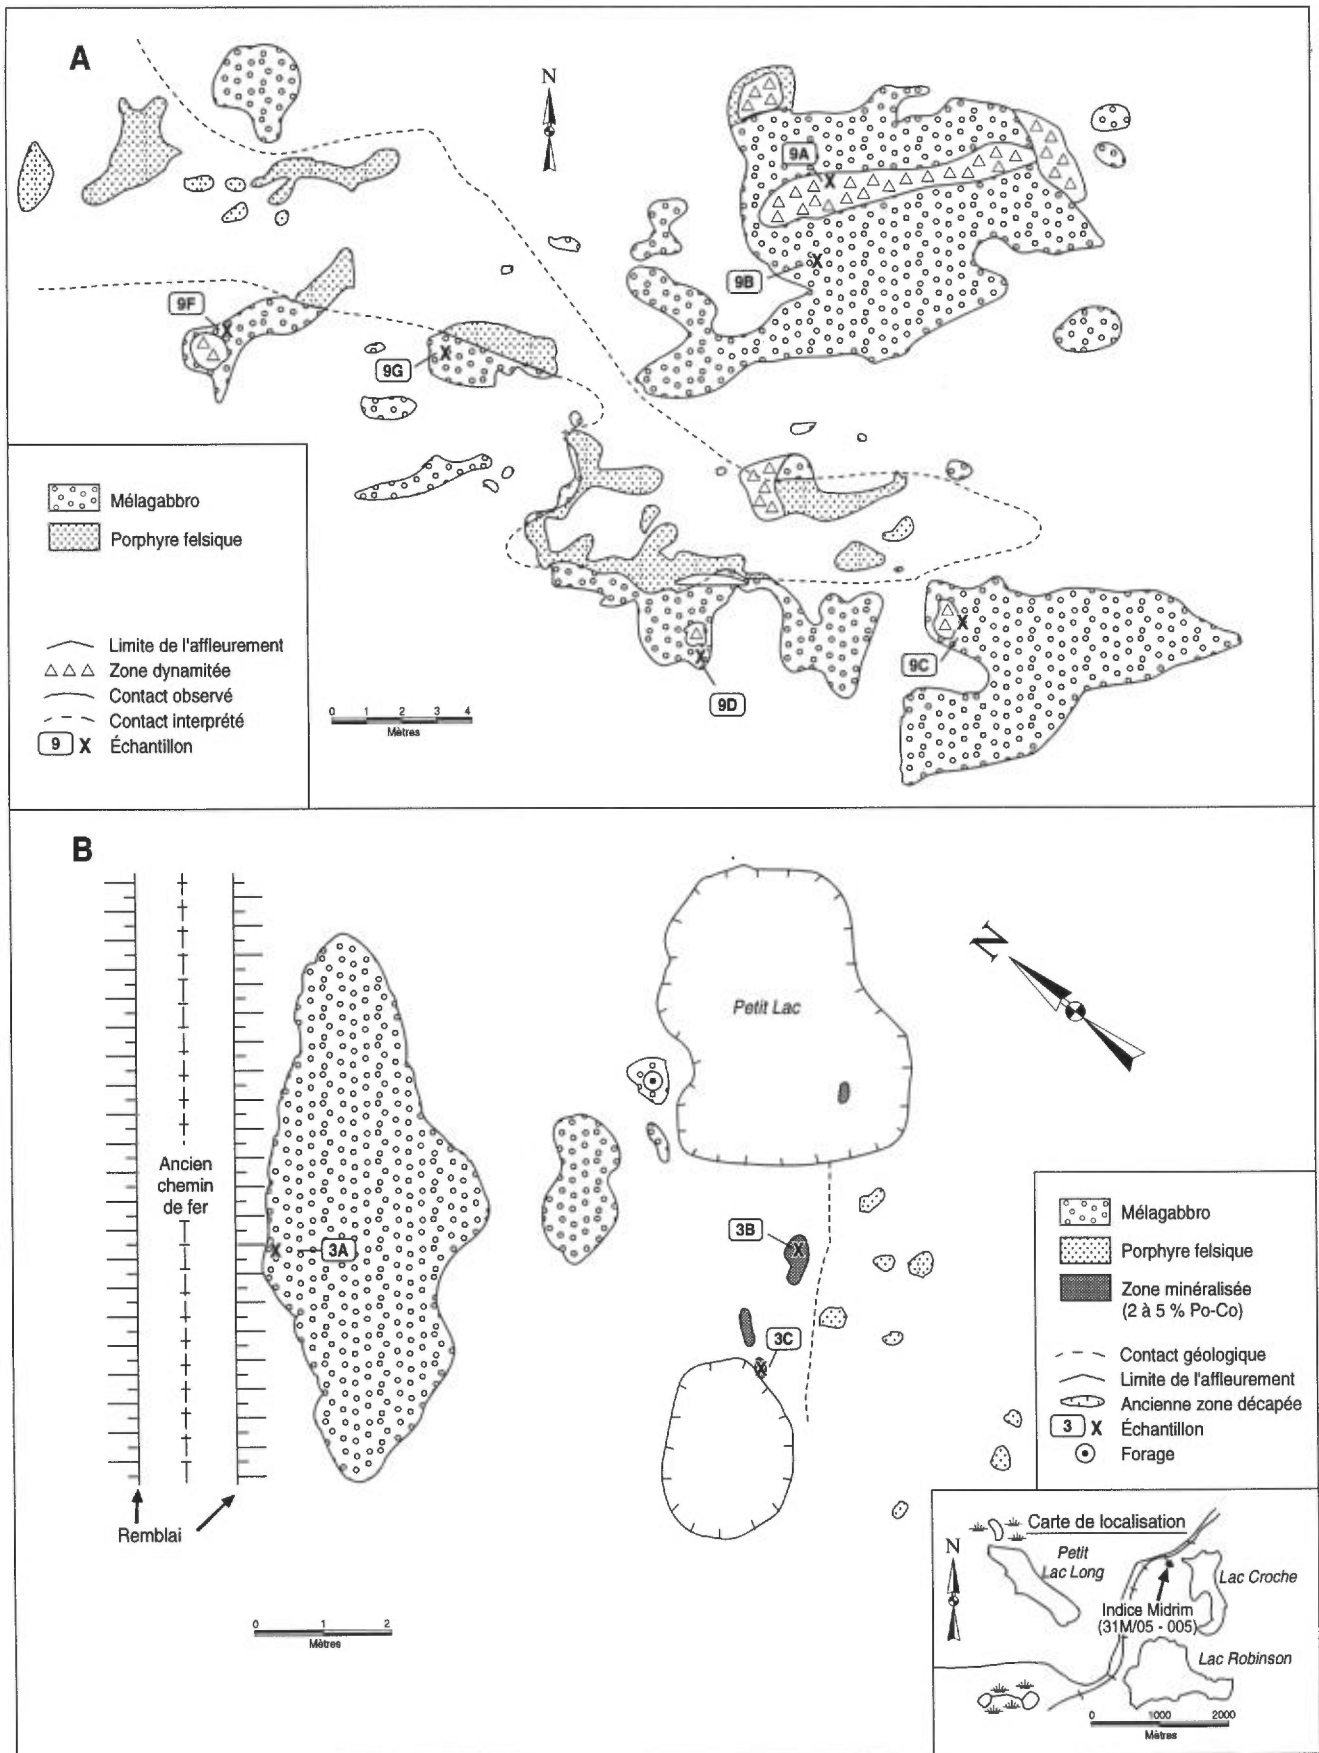 A
N
9A
9B
9F
9G
9C
9D
Mélagabbro
Porphyre felsique
Limite de l'affleurement
Zone dynamitée
Contact observé
Contact interprété
9 X Échantillon
0 1 2 3 4
Mètres
B
N
Petit Lac
Ancien
chemin
de fer
3A
3B
3C
Remblai
0 1 2
Mètres
Mélagabbro
Porphyre felsique
Zone minéralisée
(2 à 5 % Po-Co)
Contact géologique
Limite de l'affleurement
Ancienne zone décapée
3 X Échantillon
Forage
Carte de localisation
N
Petit
Lac Long
Lac Croche
Indice Midrim
(31M/05 - 005)
Lac Robinson
0 1000 2000
Mètres